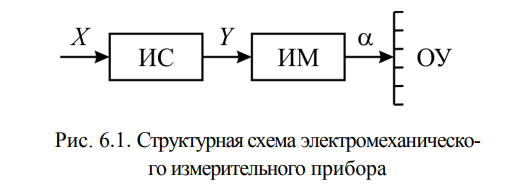 X Y α
ИС ИМ ОУ
Рис. 6.1. Структурная схема электромеханическо-
го измерительного прибора